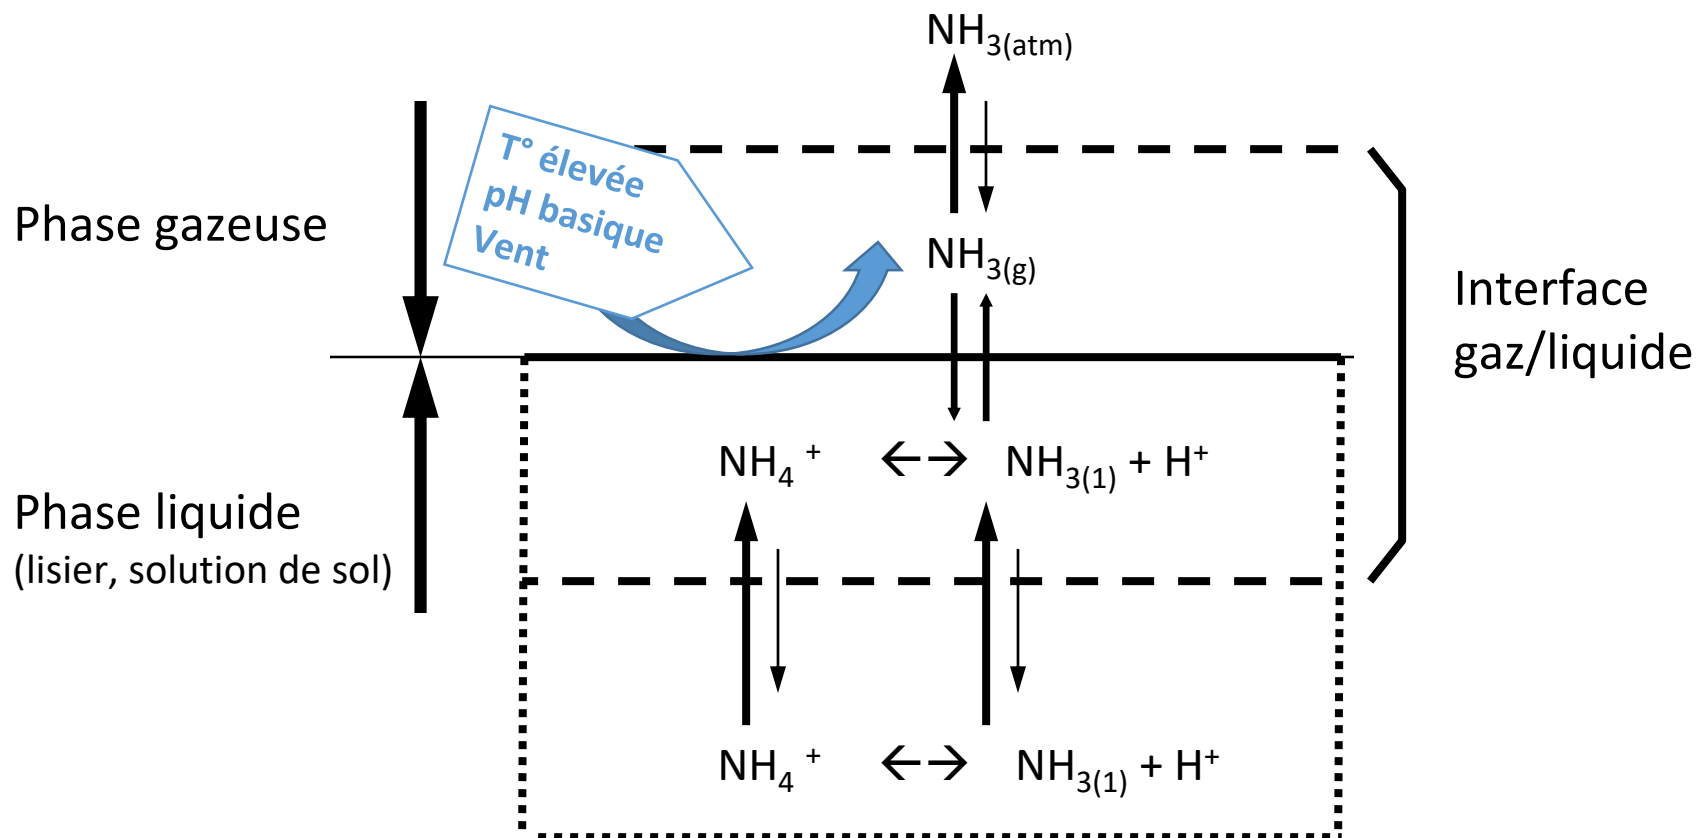 NH3(atm)
T° élevée
pH basique
Vent
Phase gazeuse
NH3(g)
Interface
gaz/liquide
NH4 + ←→ NH3(1) + H+
Phase liquide
(lisier, solution de sol)
NH4 + ←→ NH3(1) + H+